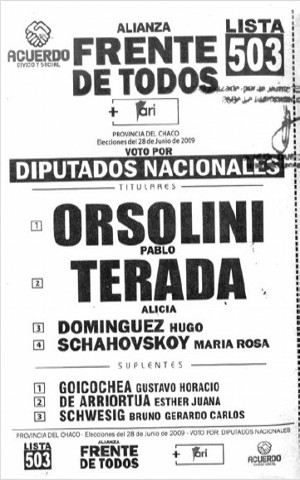 ALIANZA
LISTA
ACUERDO
CIVICO Y SOCIAL
FRENTE
DE TODOS
503
+ ari
PROVINCIA DEL CHACO
Elecciones del 28 de Junio de 2009
VOTO POR
DIPUTADOS NACIONALES
TITULARES
1 ORSOLINI
PABLO
2 TERADA
ALICIA
3 DOMINGUEZ HUGO
4 SCHAHOVSKOY MARIA ROSA
SUPLENTES
1 GOICOCHEA GUSTAVO HORACIO
2 DE ARRIORTUA ESTHER JUANA
3 SCHWESIG BRUNO GERARDO CARLOS
PROVINCIA DEL CHACO - Elecciones del 28 de Junio de 2009 - VOTO POR: DIPUTADOS NACIONALES
LISTA
503
ALIANZA
FRENTE
DE TODOS
+ ari
ACUERDO
CIVICO Y SOCIAL